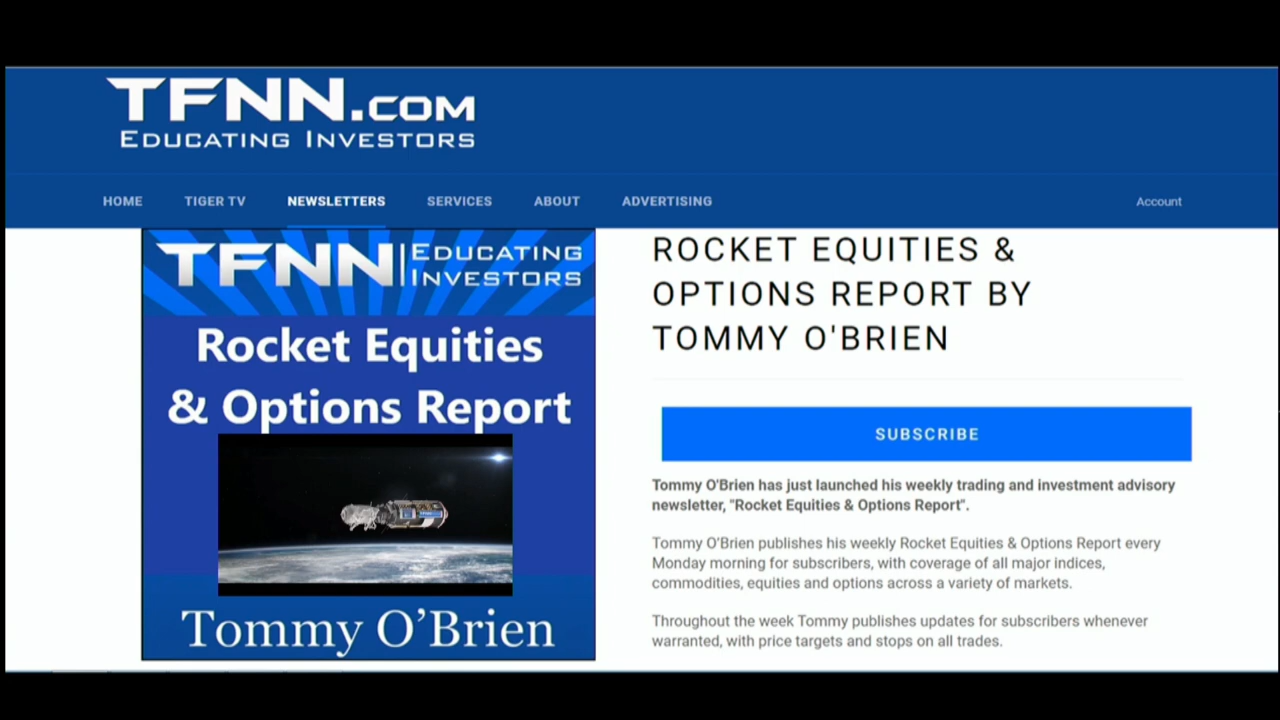 TFNN.COM
EDUCATING INVESTORS
HOME TIGER TV NEWSLETTERS SERVICES ABOUT ADVERTISING Account
TFNN EDUCATING
INVESTORS
Rocket Equities
& Options Report
Tommy O'Brien
ROCKET EQUITIES &
OPTIONS REPORT BY
TOMMY O'BRIEN
SUBSCRIBE
Tommy O'Brien has just launched his weekly trading and investment advisory
newsletter, "Rocket Equities & Options Report".
Tommy O'Brien publishes his weekly Rocket Equities & Options Report every
Monday morning for subscribers, with coverage of all major indices,
commodities, equities and options across a variety of markets.
Throughout the week Tommy publishes updates for subscribers whenever
warranted, with price targets and stops on all trades.